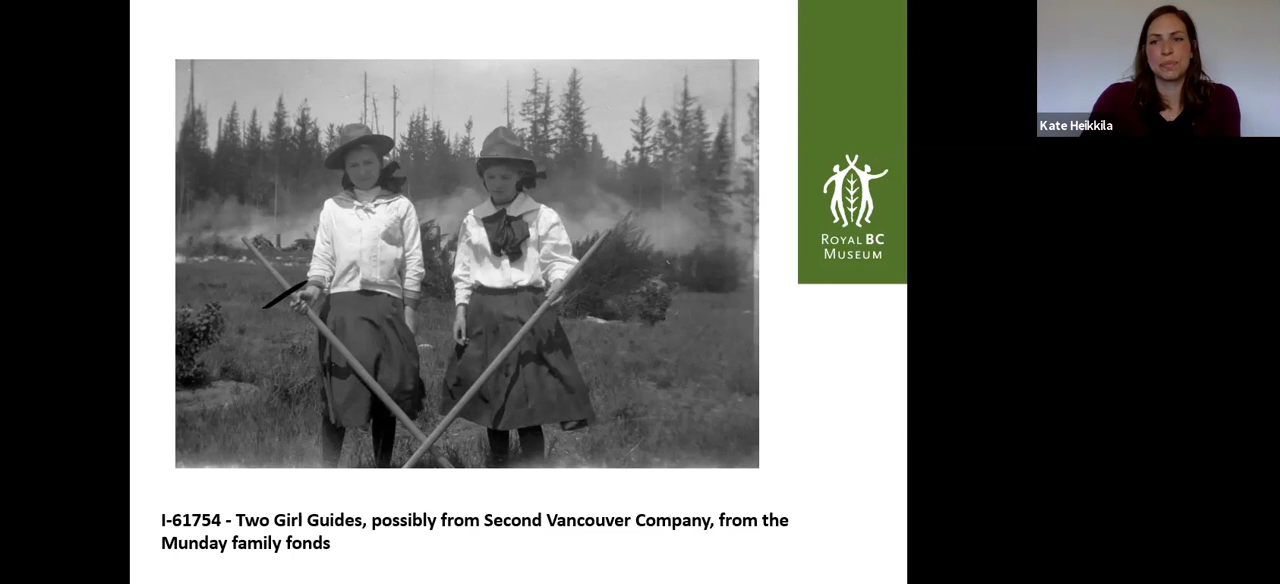 Kate Heikkila
ROYAL BC
MUSEUM
I-61754 - Two Girl Guides, possibly from Second Vancouver Company, from the
Munday family fonds